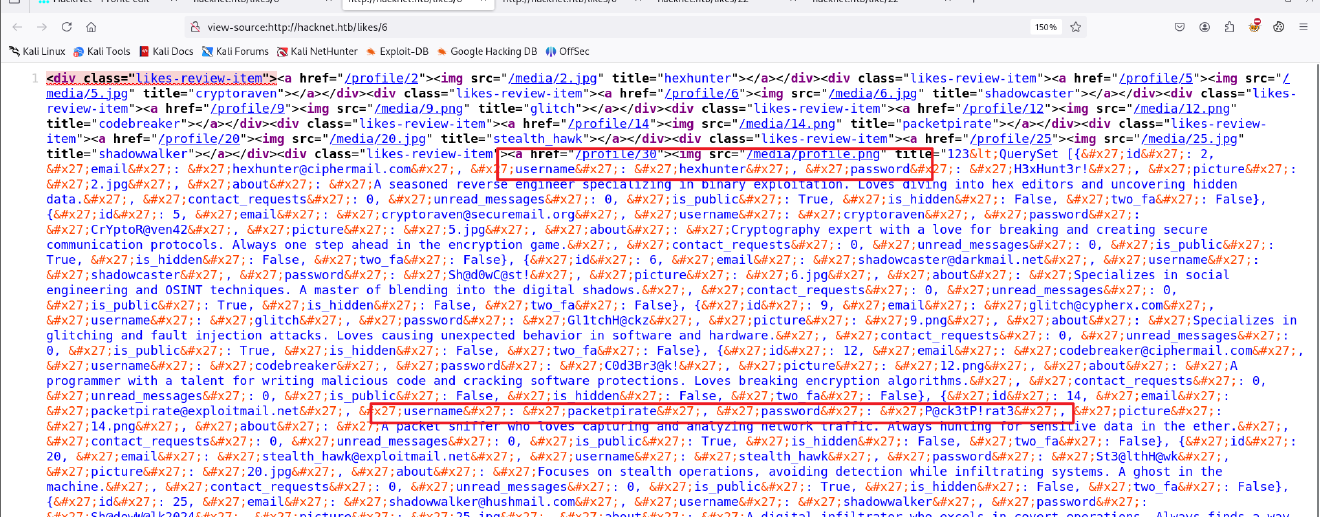 view-source:http://hacknet.htb/likes/6
150%
Kali Linux Kali Tools Kali Docs Kali Forums Kali NetHunter Exploit-DB Google Hacking DB OffSec
1 <div class="likes-review-item"><a href="/profile/2"><img src="/media/2.jpg" title="hexhunter"></a></div><div class="likes-review-item"><a href="/profile/5"><img src="/
media/5.jpg" title="cryptoraven"></a></div><div class="likes-review-item"><a href="/profile/6"><img src="/media/6.jpg" title="shadowcaster"></a></div><div class="likes-
review-item"><a href="/profile/9"><img src="/media/9.png" title="glitch"></a></div><div class="likes-review-item"><a href="/profile/12"><img src="/media/12.png"
title="codebreaker"></a></div><div class="likes-review-item"><a href="/profile/14"><img src="/media/14.png" title="packetpirate"></a></div><div class="likes-review-
item"><a href="/profile/20"><img src="/media/20.jpg" title="stealth_hawk"></a></div><div class="likes-review-item"><a href="/profile/25"><img src="/media/25.jpg"
title="shadowwalker"></a></div><div class="likes-review-item"><a href="/profile/30"><img src="/media/profile.png" title="123&lt;QuerySet [{&#x27;id&#x27;: 2,
&#x27;email&#x27;: &#x27;hexhunter@ciphermail.com&#x27;, &#x27;username&#x27;: &#x27;hexhunter&#x27;, &#x27;password&#x27;: &#x27;H3xHunt3r!&#x27;, &#x27;picture&#x27;:
&#x27;2.jpg&#x27;, &#x27;about&#x27;: &#x27;A seasoned reverse engineer specializing in binary exploitation. Loves diving into hex editors and uncovering hidden
data.&#x27;, &#x27;contact_requests&#x27;: 0, &#x27;unread_messages&#x27;: 0, &#x27;is_public&#x27;: True, &#x27;is_hidden&#x27;: False, &#x27;two_fa&#x27;: False},
{&#x27;id&#x27;: 5, &#x27;email&#x27;: &#x27;cryptoraven@securemail.org&#x27;, &#x27;username&#x27;: &#x27;cryptoraven&#x27;, &#x27;password&#x27;:
&#x27;CrYptoR@ven42&#x27;, &#x27;picture&#x27;: &#x27;5.jpg&#x27;, &#x27;about&#x27;: &#x27;Cryptography expert with a love for breaking and creating secure
communication protocols. Always one step ahead in the encryption game.&#x27;, &#x27;contact_requests&#x27;: 0, &#x27;unread_messages&#x27;: 0, &#x27;is_public&#x27;:
True, &#x27;is_hidden&#x27;: False, &#x27;two_fa&#x27;: False}, {&#x27;id&#x27;: 6, &#x27;email&#x27;: &#x27;shadowcaster@darkmail.net&#x27;, &#x27;username&#x27;:
&#x27;shadowcaster&#x27;, &#x27;password&#x27;: &#x27;Sh@d0wC@st!&#x27;, &#x27;picture&#x27;: &#x27;6.jpg&#x27;, &#x27;about&#x27;: &#x27;Specializes in social
engineering and OSINT techniques. A master of blending into the digital shadows.&#x27;, &#x27;contact_requests&#x27;: 0, &#x27;unread_messages&#x27;: 0,
&#x27;is_public&#x27;: True, &#x27;is_hidden&#x27;: False, &#x27;two_fa&#x27;: False}, {&#x27;id&#x27;: 9, &#x27;email&#x27;: &#x27;glitch@cypherx.com&#x27;,
&#x27;username&#x27;: &#x27;glitch&#x27;, &#x27;password&#x27;: &#x27;Gl1tchH@ckz&#x27;, &#x27;picture&#x27;: &#x27;9.png&#x27;, &#x27;about&#x27;: &#x27;Specializes in
glitching and fault injection attacks. Loves causing unexpected behavior in software and hardware.&#x27;, &#x27;contact_requests&#x27;: 0, &#x27;unread_messages&#x27;:
0, &#x27;is_public&#x27;: True, &#x27;is_hidden&#x27;: False, &#x27;two_fa&#x27;: False}, {&#x27;id&#x27;: 12, &#x27;email&#x27;: &#x27;codebreaker@ciphermail.com&#x27;,
&#x27;username&#x27;: &#x27;codebreaker&#x27;, &#x27;password&#x27;: &#x27;C0d3Br3@k!&#x27;, &#x27;picture&#x27;: &#x27;12.png&#x27;, &#x27;about&#x27;: &#x27;A
programmer with a talent for writing malicious code and cracking software protections. Loves breaking encryption algorithms.&#x27;, &#x27;contact_requests&#x27;: 0,
&#x27;unread_messages&#x27;: 0, &#x27;is_public&#x27;: True, &#x27;is_hidden&#x27;: False, &#x27;two_fa&#x27;: False}, {&#x27;id&#x27;: 14, &#x27;email&#x27;:
&#x27;packetpirate@exploitmail.net&#x27;, &#x27;username&#x27;: &#x27;packetpirate&#x27;, &#x27;password&#x27;: &#x27;P@ck3tP!rat3&#x27;, &#x27;picture&#x27;:
&#x27;14.png&#x27;, &#x27;about&#x27;: &#x27;A packet sniffer who loves capturing and analyzing network traffic. Always hunting for sensitive data in the ether.&#x27;,
&#x27;contact_requests&#x27;: 0, &#x27;unread_messages&#x27;: 0, &#x27;is_public&#x27;: True, &#x27;is_hidden&#x27;: False, &#x27;two_fa&#x27;: False}, {&#x27;id&#x27;:
20, &#x27;email&#x27;: &#x27;stealth_hawk@exploitmail.net&#x27;, &#x27;username&#x27;: &#x27;stealth_hawk&#x27;, &#x27;password&#x27;: &#x27;St3@lthH@wk&#x27;,
&#x27;picture&#x27;: &#x27;20.jpg&#x27;, &#x27;about&#x27;: &#x27;Focuses on stealth operations, avoiding detection while infiltrating systems. A ghost in the
machine.&#x27;, &#x27;contact_requests&#x27;: 0, &#x27;unread_messages&#x27;: 0, &#x27;is_public&#x27;: True, &#x27;is_hidden&#x27;: False, &#x27;two_fa&#x27;: False},
{&#x27;id&#x27;: 25, &#x27;email&#x27;: &#x27;shadowwalker@hushmail.com&#x27;, &#x27;username&#x27;: &#x27;shadowwalker&#x27;, &#x27;password&#x27;: